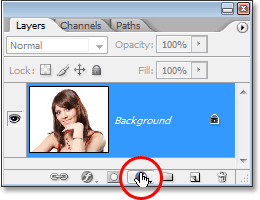 Layers Channels Paths
Normal Opacity: 100%
Lock: Fill: 100%
Background